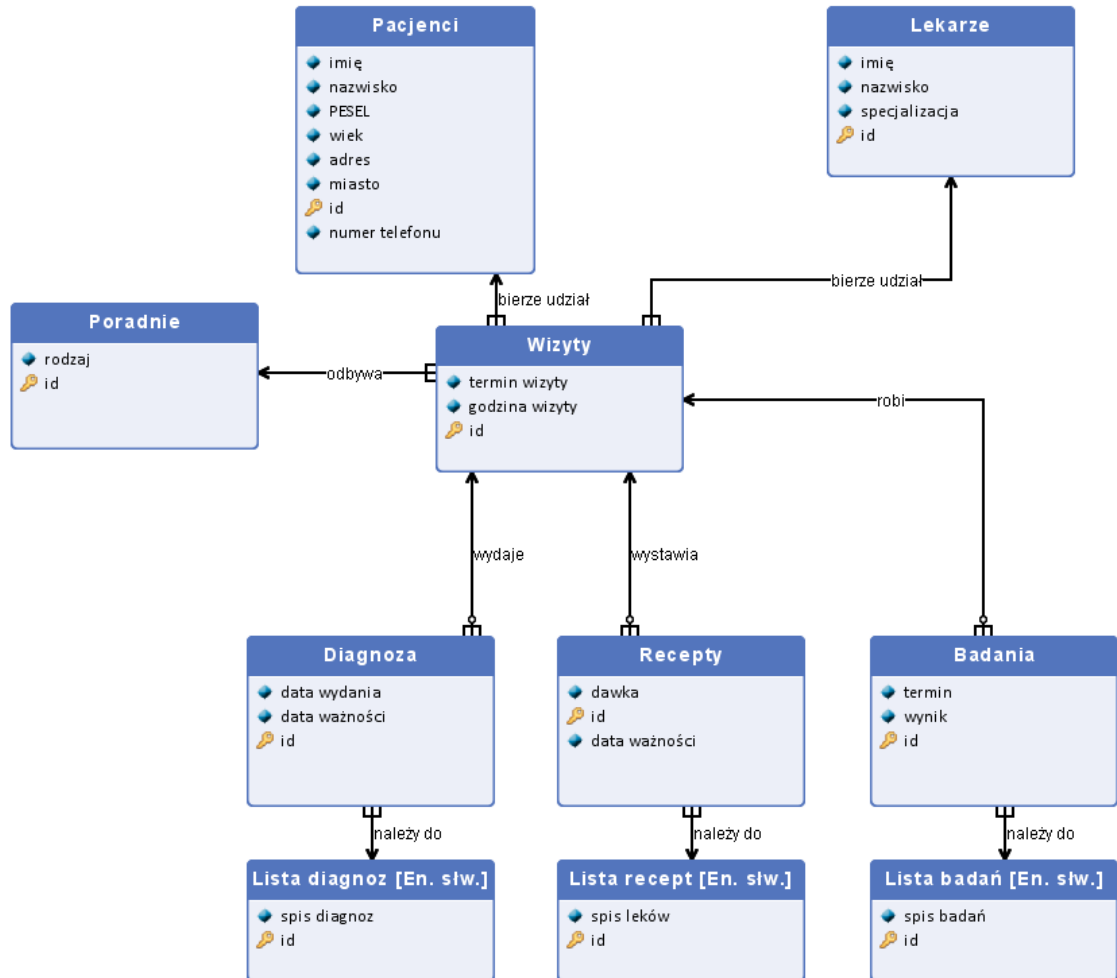 Pacjenci
imię
nazwisko
PESEL
wiek
adres
miasto
id
numer telefonu
Lekarze
imię
nazwisko
specjalizacja
id
bierze udział
bierze udział
Poradnie
rodzaj
id
odbywa
Wizyty
termin wizyty
godzina wizyty
id
robi
wydaje
wystawia
Diagnoza
data wydania
data ważności
id
Recepty
dawka
id
data ważności
Badania
termin
wynik
id
należy do
należy do
należy do
Lista diagnoz [En. słw.]
spis diagnoz
id
Lista recept [En. słw.]
spis leków
id
Lista badań [En. słw.]
spis badań
id